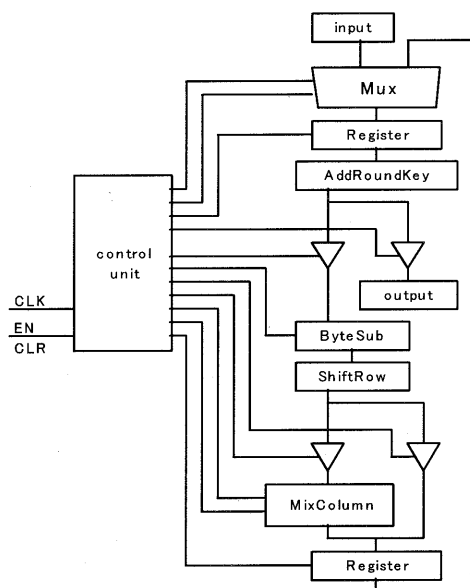 input
Mux
Register
AddRoundKey
control
unit
output
CLK
EN
CLR
ByteSub
ShiftRow
MixColumn
Register